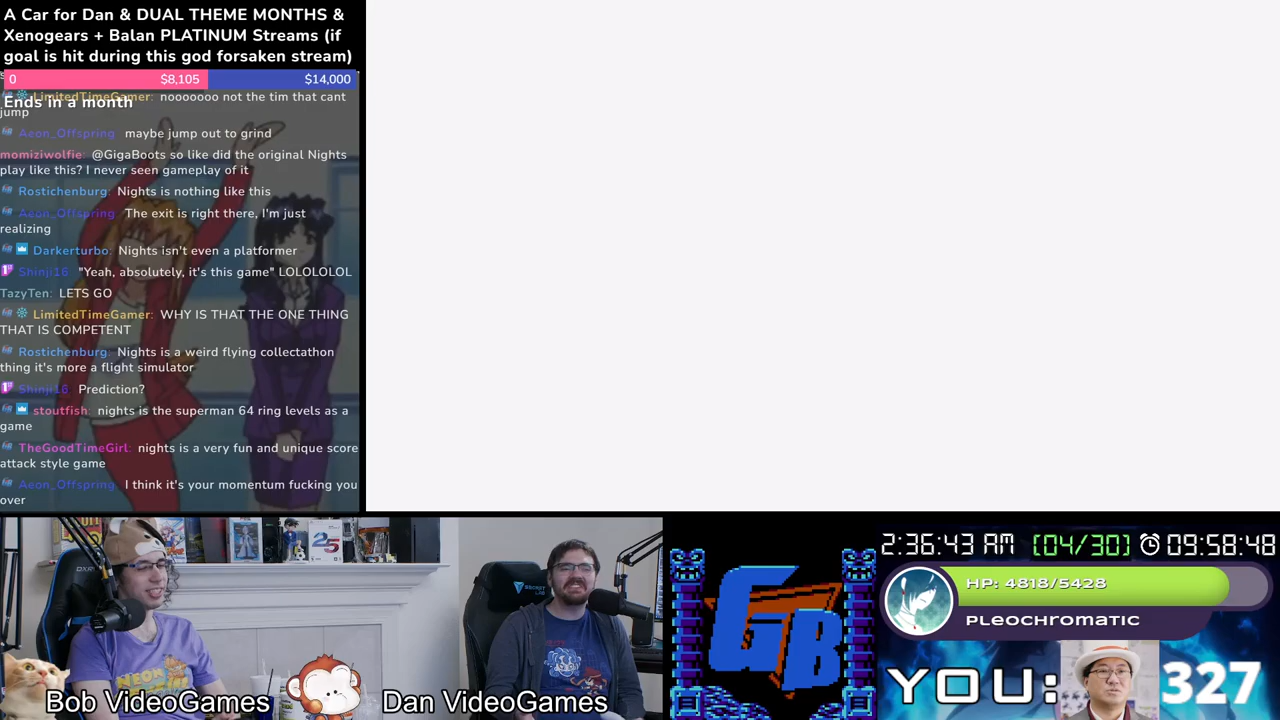 A Car for Dan & DUAL THEME MONTHS &
Xenogears + Balan PLATINUM Streams (if
goal is hit during this god forsaken stream)
0 $8,105 $14,000
Ends in a month
LimitedTimeGamer: nooooooo not the tim that cant
jump
Aeon_Offspring: maybe jump out to grind
momiziwolfie: @GigaBoots so like did the original Nights
play like this? I never seen gameplay of it
Rostichenburg: Nights is nothing like this
Aeon_Offspring: The exit is right there, I'm just
realizing
Darkerturbo: Nights isn't even a platformer
Shinji16: "Yeah, absolutely, it's this game" LOLOLOLOL
TazyTen: LETS GO
LimitedTimeGamer: WHY IS THAT THE ONE THING
THAT IS COMPETENT
Rostichenburg: Nights is a weird flying collectathon
thing it's more a flight simulator
Shinji16: Prediction?
stoutfish: nights is the superman 64 ring levels as a
game
TheGoodTimeGirl: nights is a very fun and unique score
attack style game
Aeon_Offspring: I think it's your momentum fucking you
over
25
SECRET
LAB
NEON
Bob VideoGames
Dan VideoGames
GB
2:36:43 AM [04/30] 09:58:48
HP: 4818/5428
PLEOCHROMATIC
YOU: 327